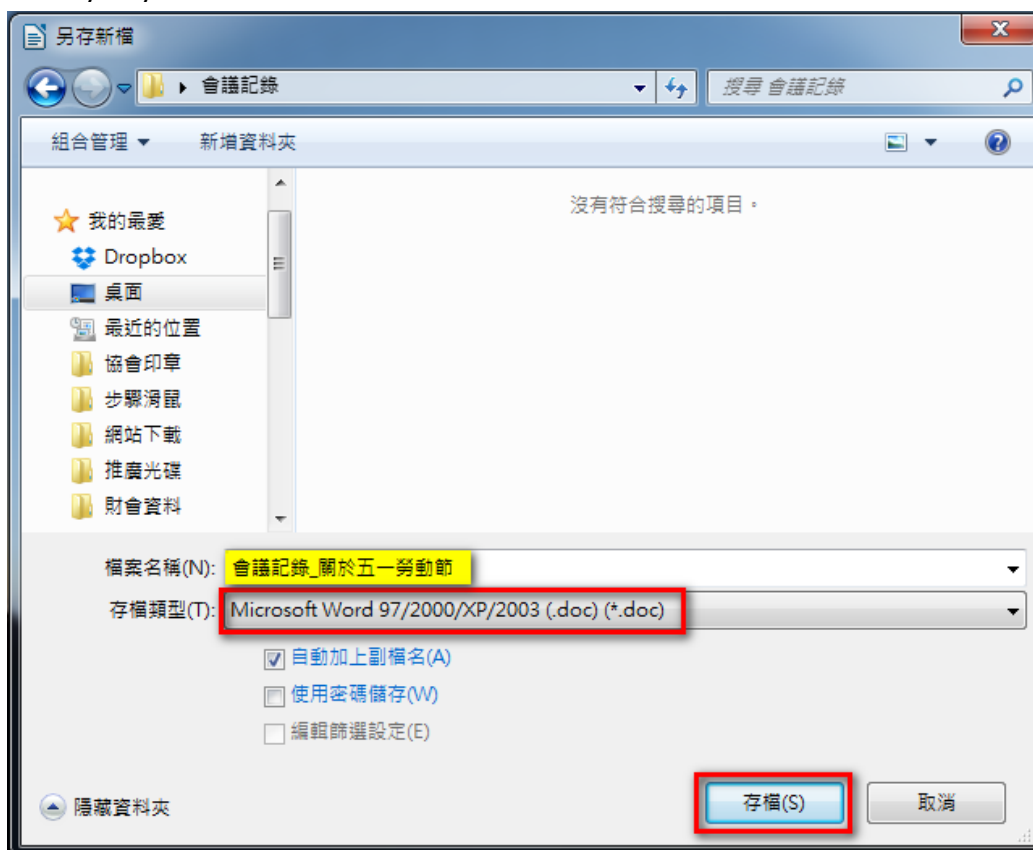 另存新檔
會議記錄
搜尋 會議記錄
組合管理 新增資料夾
沒有符合搜尋的項目。
我的最愛
Dropbox
桌面
最近的位置
協會印章
步驟滑鼠
網站下載
推廣光碟
財會資料
檔案名稱(N): 會議記錄_關於五一勞動節
存檔類型(T): Microsoft Word 97/2000/XP/2003 (.doc) (*.doc)
自動加上副檔名(A)
使用密碼儲存(W)
編輯篩選設定(E)
隱藏資料夾
存檔(S)
取消